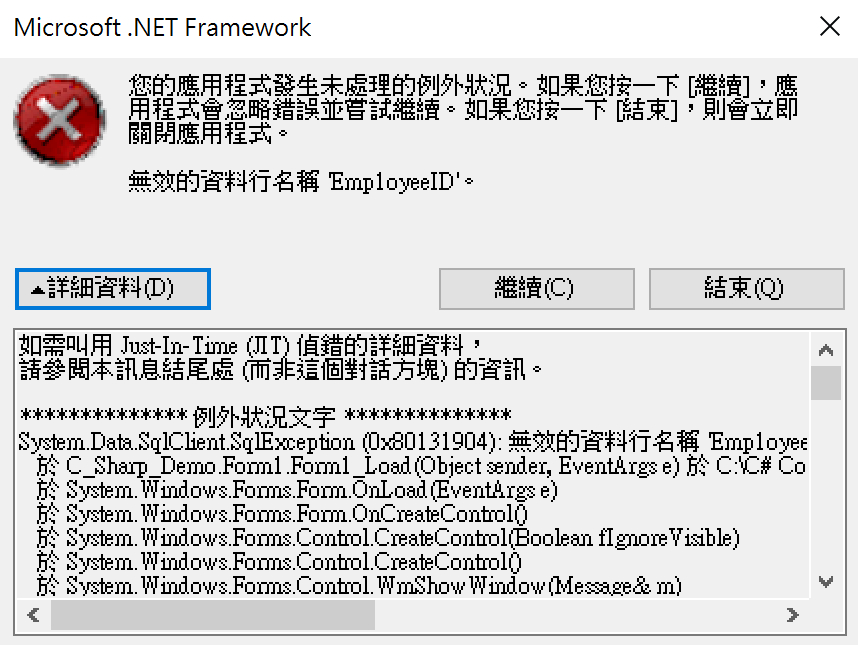 Microsoft .NET Framework
您的應用程式發生未處理的例外狀況。如果您按一下 [繼續]，應
用程式會忽略錯誤並嘗試繼續。如果您按一下 [結束]，則會立即
關閉應用程式。
無效的資料行名稱 'EmployeeID'。
詳細資料(D)
繼續(C)
結束(Q)
如需叫用 Just-In-Time (JIT) 偵錯的詳細資料，
請參閱本訊息結尾處 (而非這個對話方塊) 的資訊。
************** 例外狀況文字 **************
System.Data.SqlClient.SqlException (0x80131904): 無效的資料行名稱 'Employee
於 C_Sharp_Demo.Form1.Form1_Load(Object sender, EventArgs e) 於 C:\C# Co
於 System.Windows.Forms.Form.OnLoad(EventArgs e)
於 System.Windows.Forms.Form.OnCreateControl()
於 System.Windows.Forms.Control.CreateControl(Boolean fIgnoreVisible)
於 System.Windows.Forms.Control.CreateControl()
於 System.Windows.Forms.Control.WmShowWindow(Message& m)